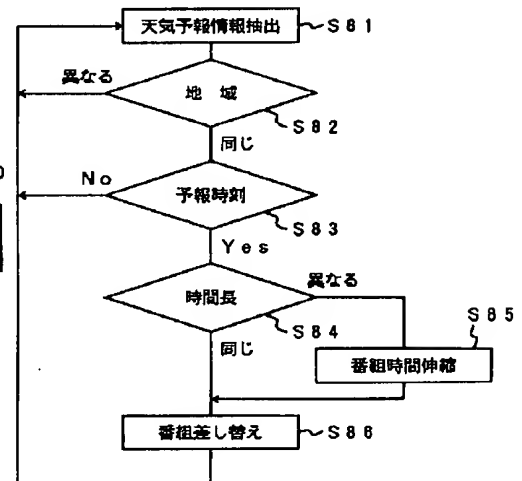 天気予報情報抽出 S81
異なる
地 域
S82
同じ
No
予報時刻
S83
Yes
異なる
時間長
S84
S85
同じ
番組時間伸縮
番組差し替え S86